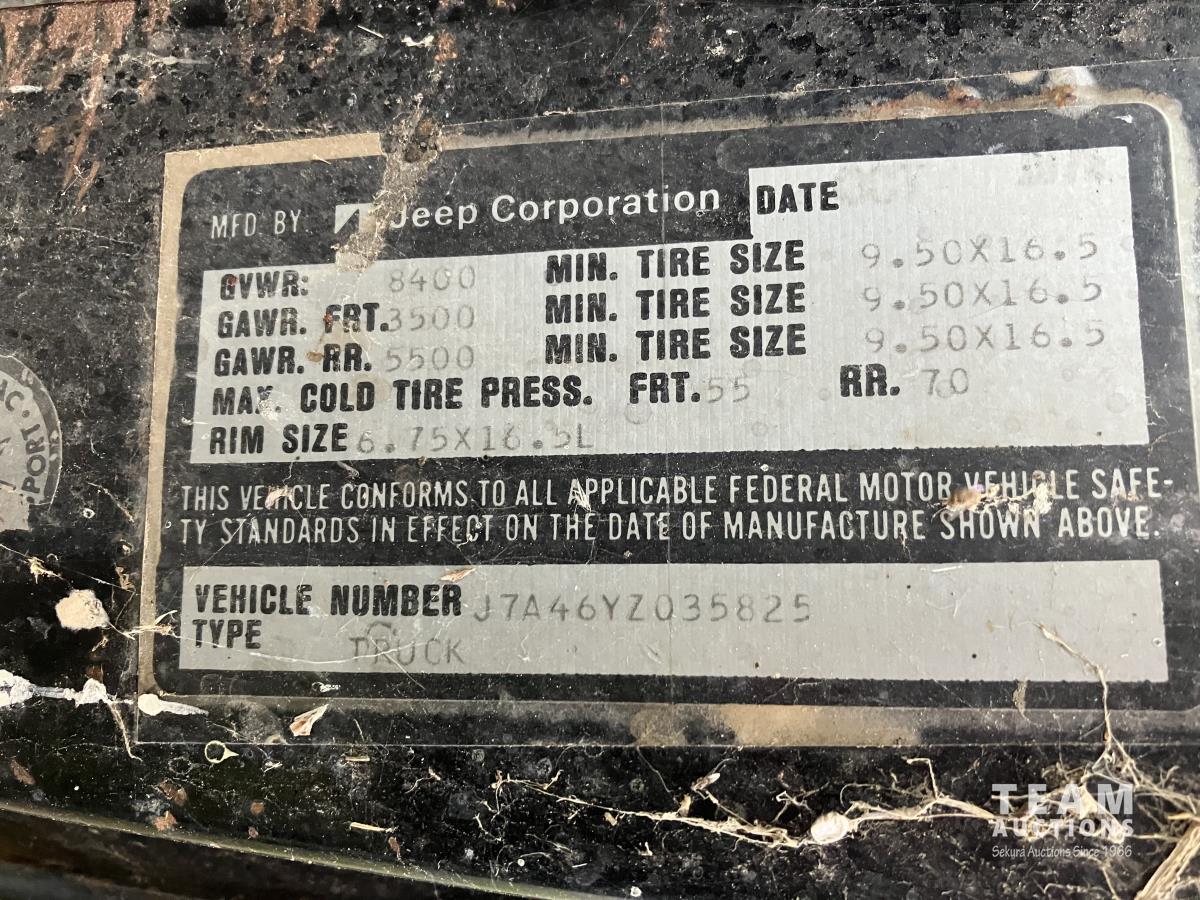 MFD BY Jeep Corporation DATE
GVWR: 8400 MIN. TIRE SIZE 9.50X16.5
GAWR. FRT. 3500 MIN. TIRE SIZE 9.50X16.5
GAWR. RR. 5500 MIN. TIRE SIZE 9.50X16.5
MAX. COLD TIRE PRESS. FRT. 55 RR. 70
RIM SIZE 6.75X16.5L
THIS VEHICLE CONFORMS TO ALL APPLICABLE FEDERAL MOTOR VEHICLE SAFE-
TY STANDARDS IN EFFECT ON THE DATE OF MANUFACTURE SHOWN ABOVE.
VEHICLE NUMBER J7A46YZ035825
TYPE TRUCK
PORT
TEAM
AUCTIONS
Sekura Auctions Since 1966